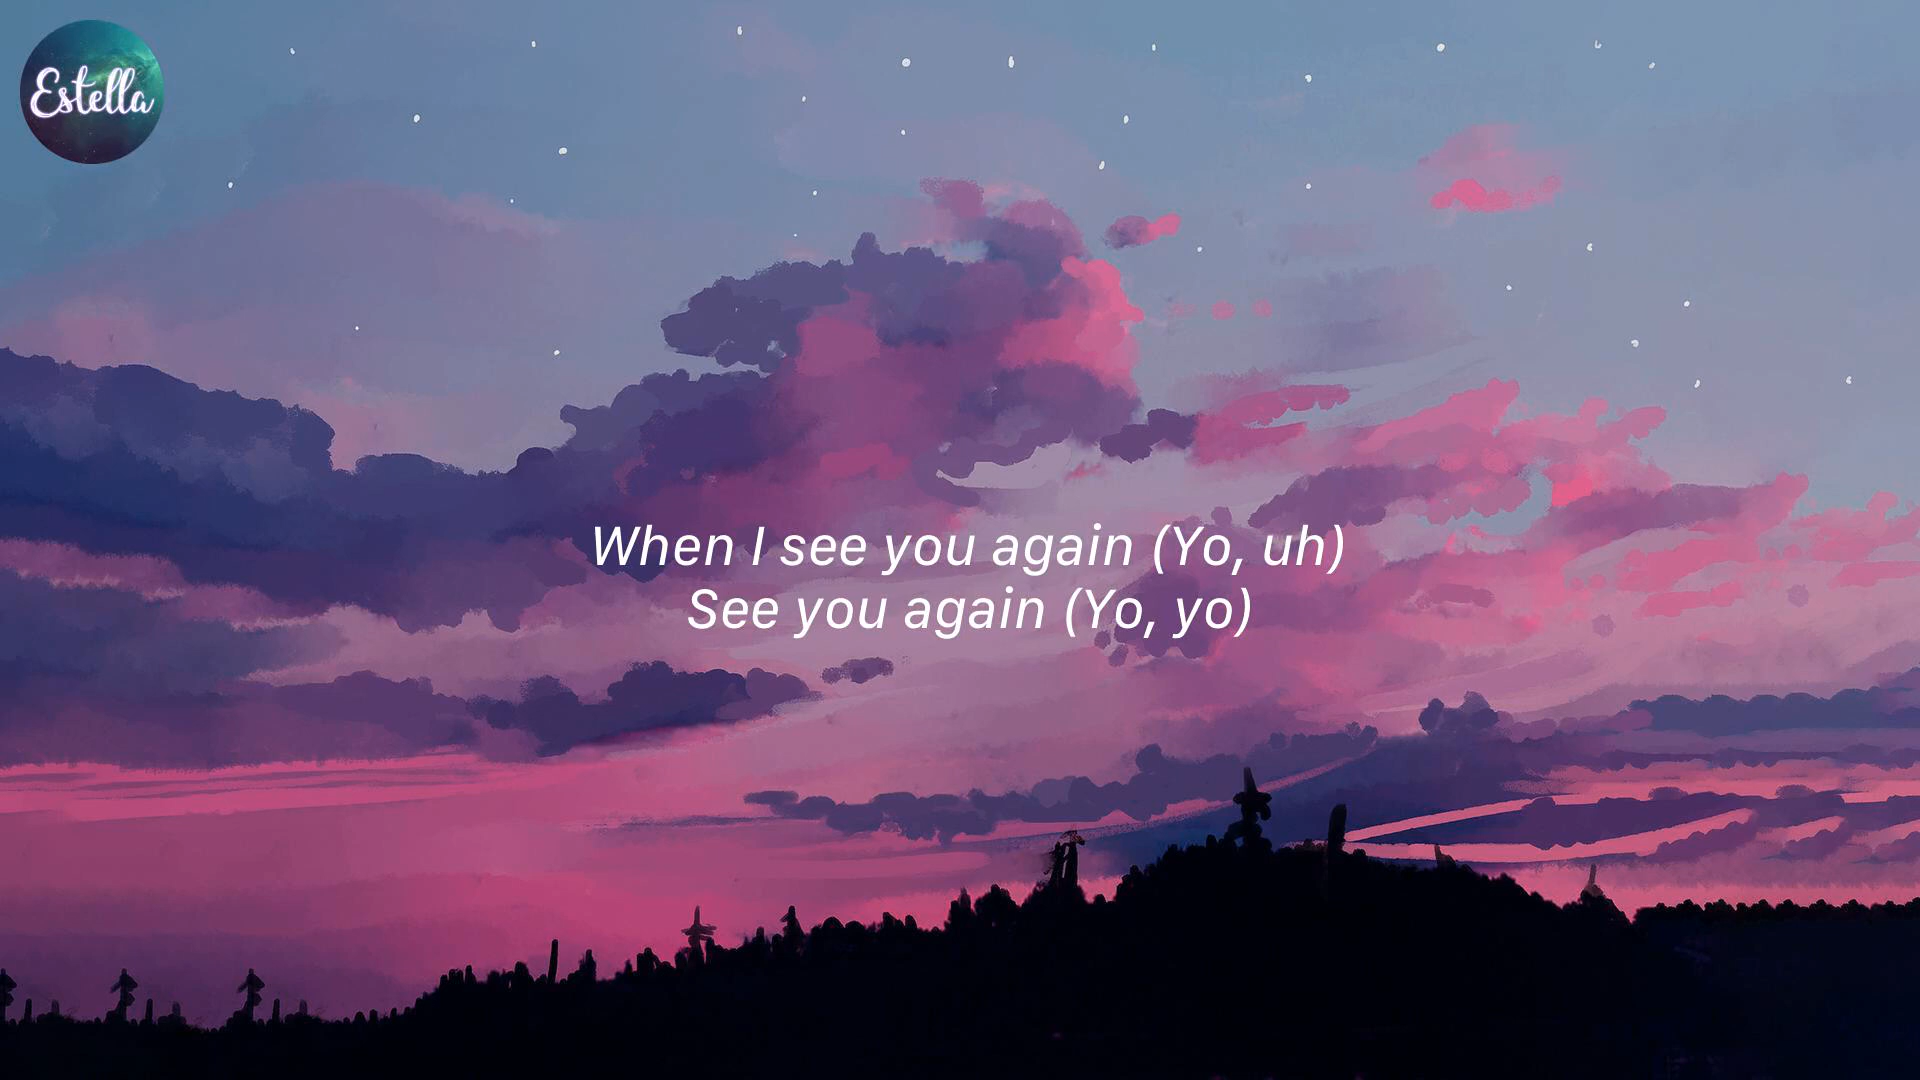 Estella
When I see you again (Yo, uh)
See you again (Yo, yo)